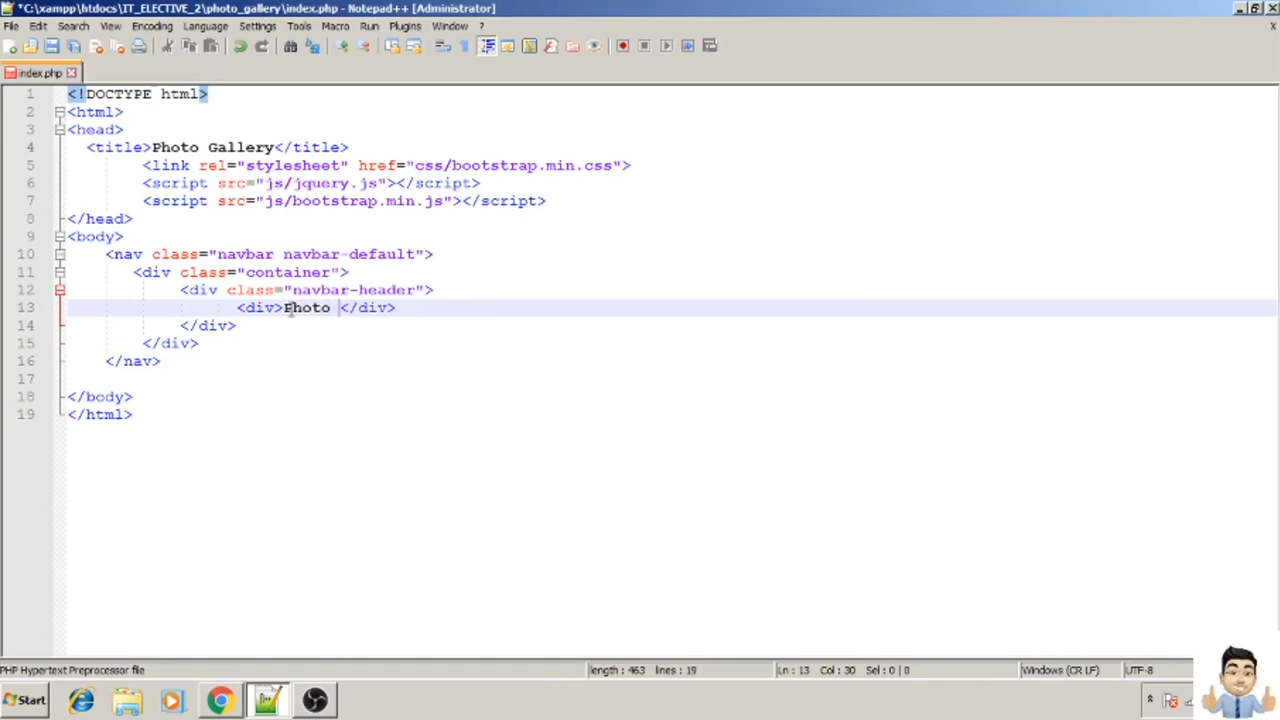 *C:\xampp\htdocs\IT_ELECTIVE_2\photo_gallery\index.php - Notepad++ [Administrator]
File Edit Search View Encoding Language Settings Tools Macro Run Plugins Window ? X
index.php
1 <!DOCTYPE html>
2 <html>
3 <head>
4 <title>Photo Gallery</title>
5 <link rel="stylesheet" href="css/bootstrap.min.css">
6 <script src="js/jquery.js"></script>
7 <script src="js/bootstrap.min.js"></script>
8 </head>
9 <body>
10 <nav class="navbar navbar-default">
11 <div class="container">
12 <div class="navbar-header">
13 <div>Photo </div>
14 </div>
15 </div>
16 </nav>
17
18 </body>
19 </html>
PHP Hypertext Preprocessor file length : 463 lines : 19 Ln : 13 Col : 30 Sel : 0 | 0 Windows (CR LF) UTF-8
Start